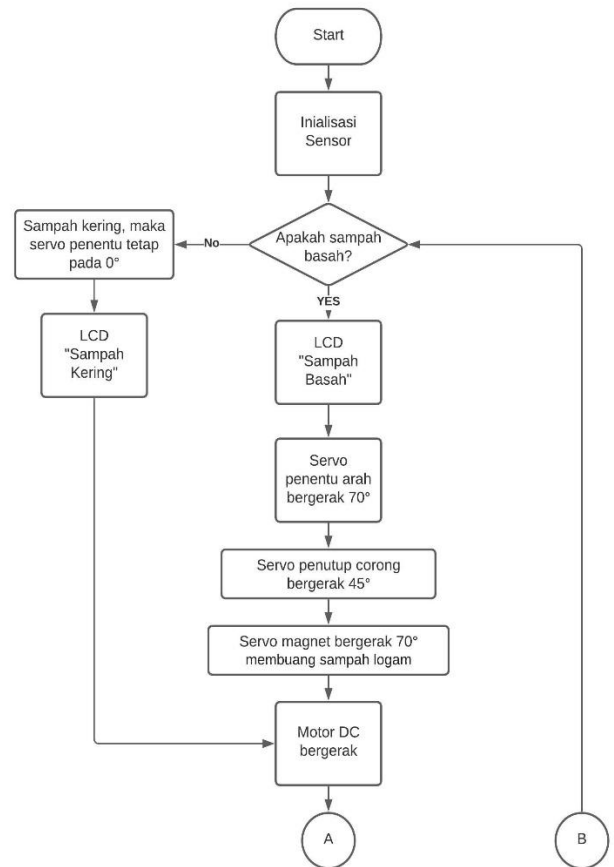 Start
Inialisasi
Sensor
Apakah sampah
basah?
No
Sampah kering, maka
servo penentu tetap
pada 0°
LCD
"Sampah
Kering"
YES
LCD
"Sampah
Basah"
Servo
penentu arah
bergerak 70°
Servo penutup corong
bergerak 45°
Servo magnet bergerak 70°
membuang sampah logam
Motor DC
bergerak
A
B